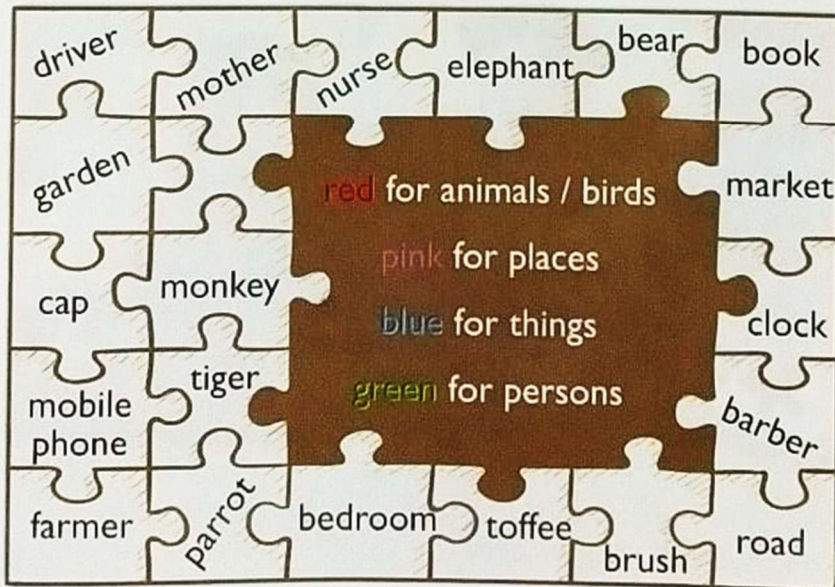 driver
mother
nurse
elephant
bear
book
garden
red for animals / birds
market
pink for places
cap
monkey
blue for things
clock
mobile
phone
tiger
green for persons
barber
farmer
parrot
bedroom
toffee
brush
road